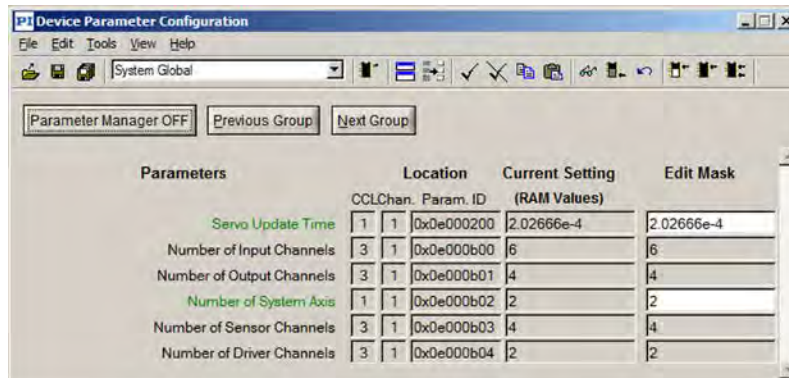 PI Device Parameter Configuration
File Edit Tools View Help
System Global
Parameter Manager OFF Previous Group Next Group
Parameters Location Current Setting Edit Mask
CCL Chan. Param. ID (RAM Values)
Servo Update Time 1 1 0x0e000200 2.02666e-4 2.02666e-4
Number of Input Channels 3 1 0x0e000b00 6 6
Number of Output Channels 3 1 0x0e000b01 4 4
Number of System Axis 1 1 0x0e000b02 2 2
Number of Sensor Channels 3 1 0x0e000b03 4 4
Number of Driver Channels 3 1 0x0e000b04 2 2